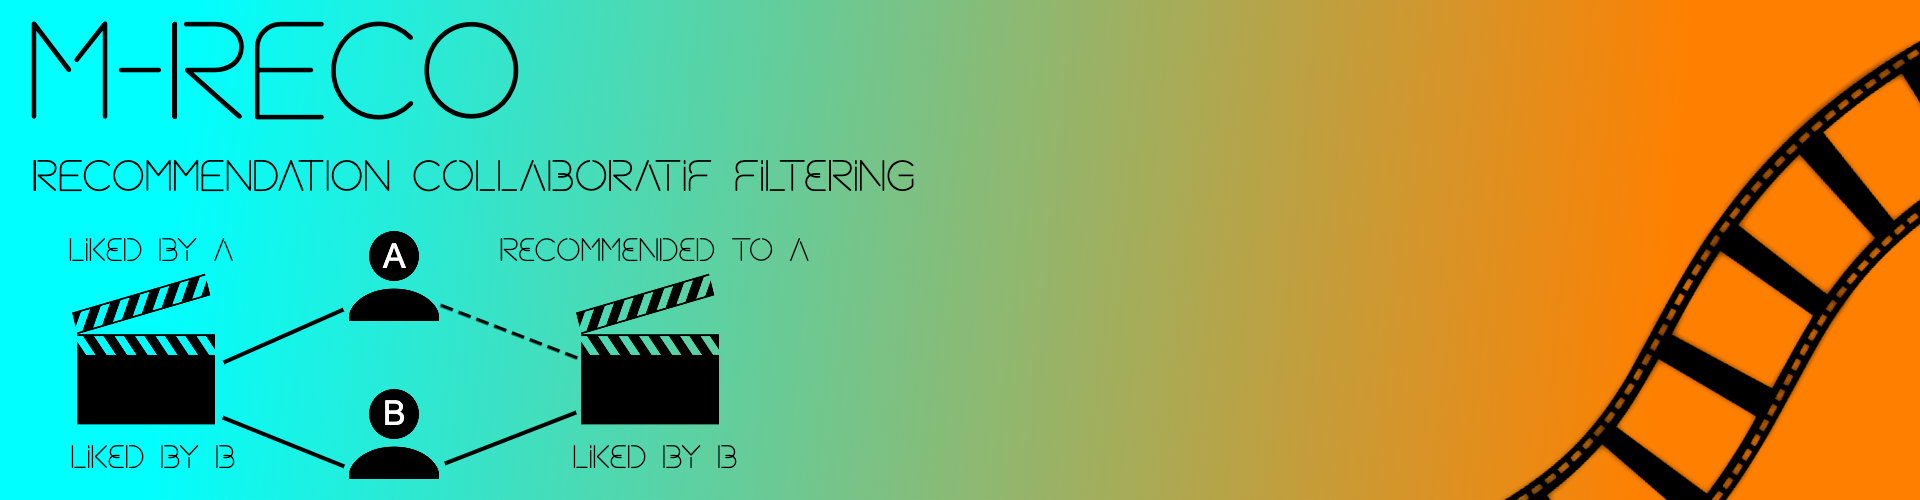 M-RECO
RECOMMENDATION COLLABORATiF FiLTERiNG
LiKED BY A
A
RECOMMENDED TO A
B
LiKED BY B
LiKED BY B